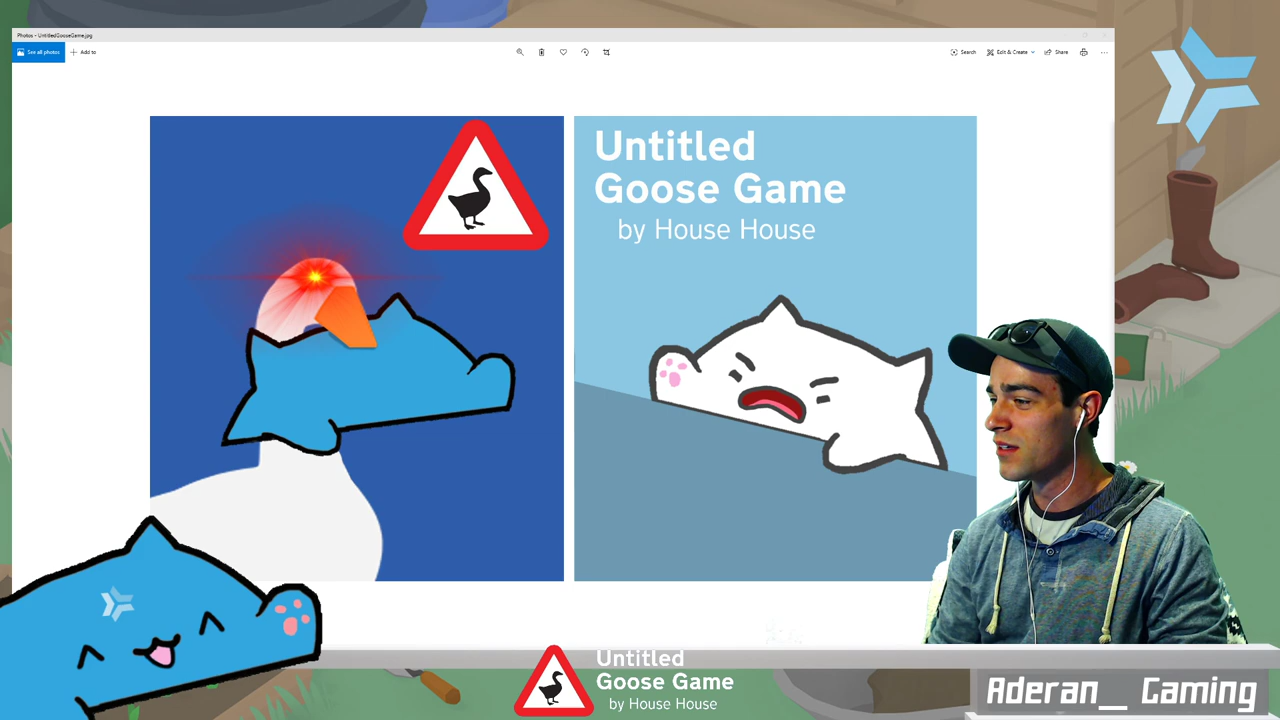 Photos - UntitledGooseGame.jpg
See all photos
Add to
Search
Edit & Create
Share
Untitled
Goose Game
by House House
Untitled
Goose Game
by House House
Aderan_ Gaming